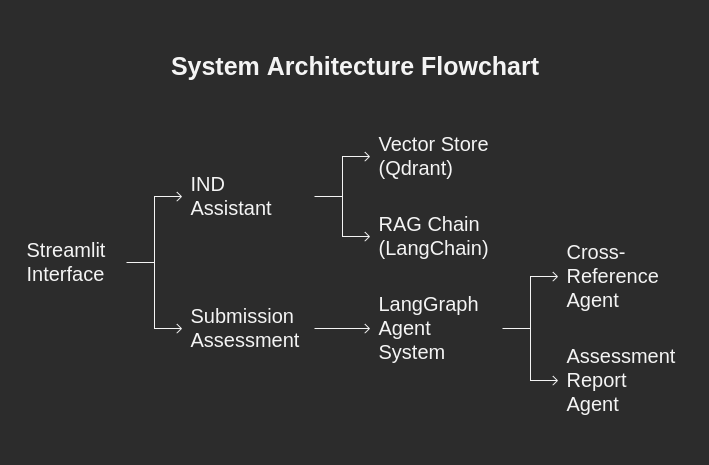 System Architecture Flowchart
Streamlit
Interface
IND
Assistant
Vector Store
(Qdrant)
RAG Chain
(LangChain)
Submission
Assessment
LangGraph
Agent
System
Cross-
Reference
Agent
Assessment
Report
Agent